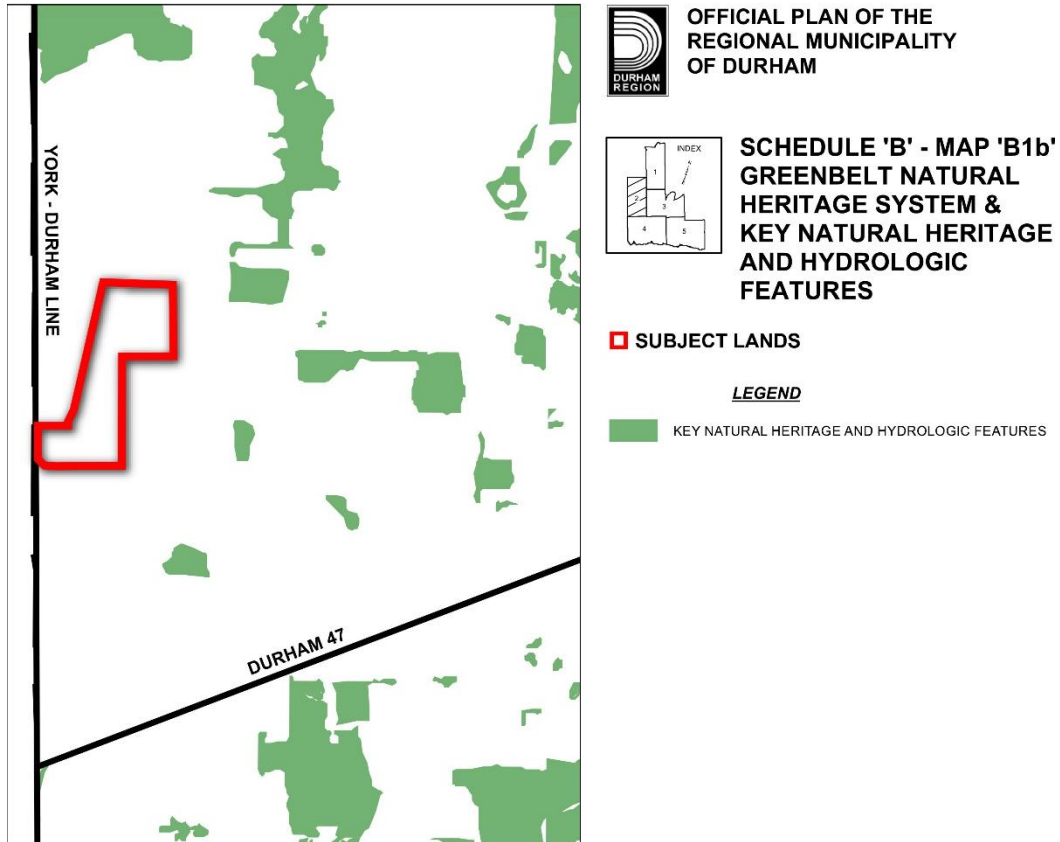 YORK - DURHAM LINE
DURHAM 47
DURHAM
REGION
OFFICIAL PLAN OF THE
REGIONAL MUNICIPALITY
OF DURHAM
INDEX
1
2
3
4
5
SCHEDULE 'B' - MAP 'B1b'
GREENBELT NATURAL
HERITAGE SYSTEM &
KEY NATURAL HERITAGE
AND HYDROLOGIC
FEATURES
SUBJECT LANDS
LEGEND
KEY NATURAL HERITAGE AND HYDROLOGIC FEATURES